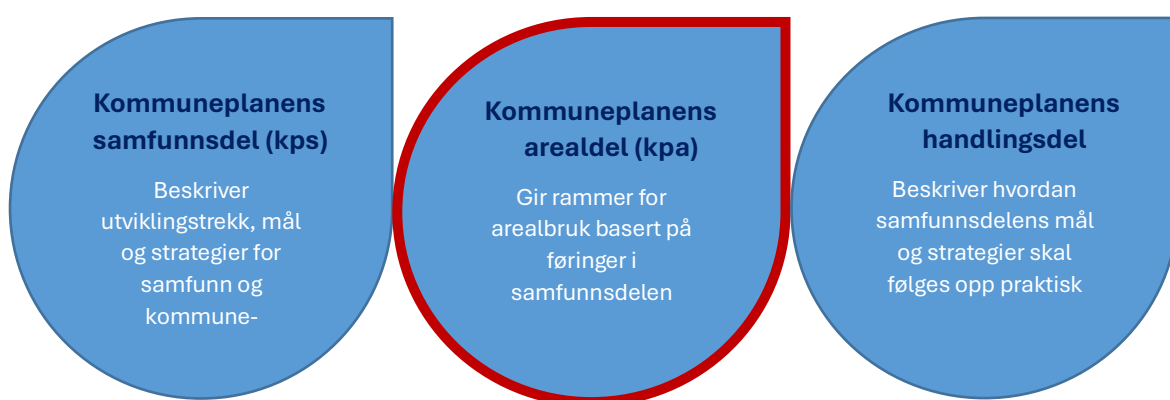 Kommuneplanens
samfunnsdel (kps)
Beskriver
utviklingstrekk, mål
og strategier for
samfunn og
kommune-
Kommuneplanens
arealdel (kpa)
Gir rammer for
arealbruk basert på
føringer i
samfunnsdelen
Kommuneplanens
handlingsdel
Beskriver hvordan
samfunnsdelens mål
og strategier skal
følges opp praktisk